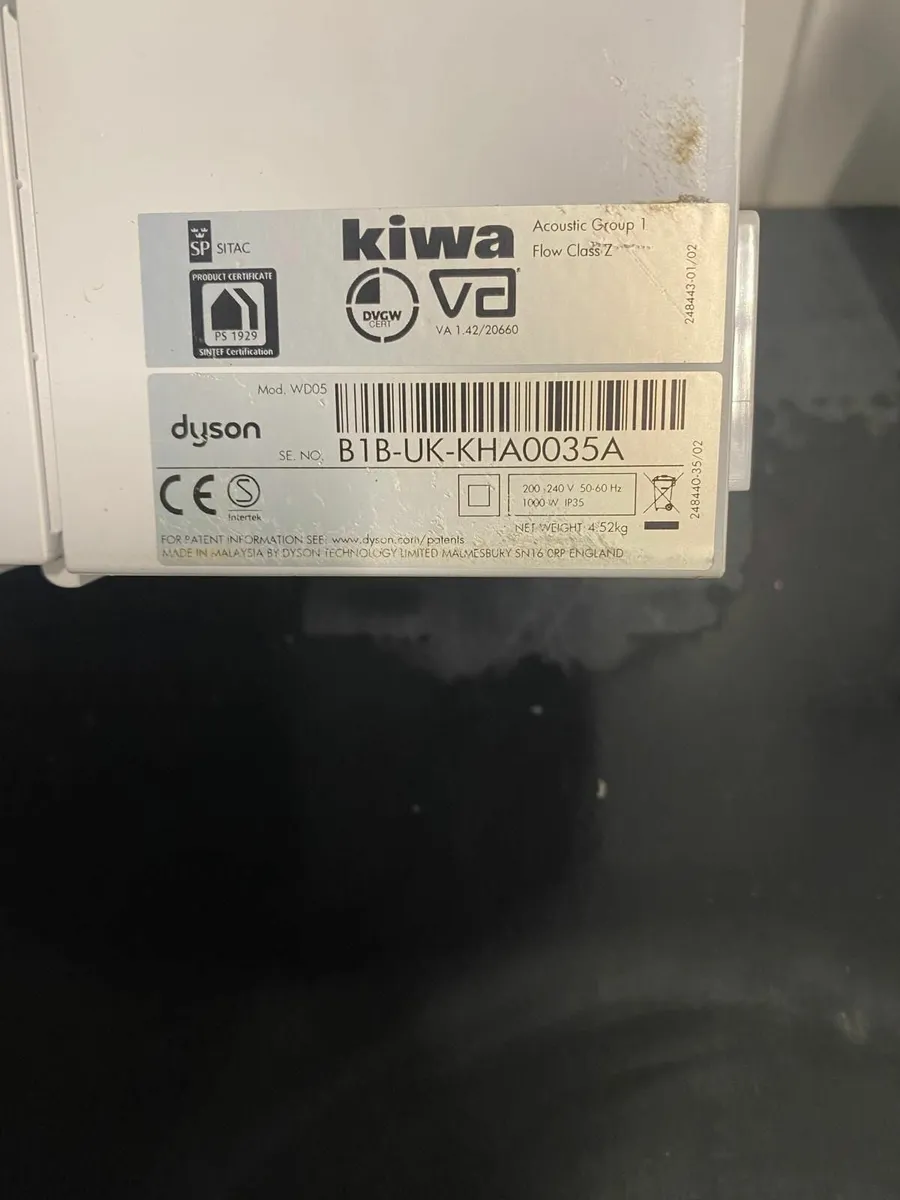 SP SITAC
PRODUCT CERTIFICATE
PS 1929
SINTEF Certification
kiwa
DVGW
CERT
va
VA 1.42/20660
Acoustic Group 1
Flow Class Z
248443-01/02
Mod. WD05
dyson
SE. NO. B1B-UK-KHA0035A
CE
S
Intertek
200-240 V 50-60 Hz
1000 W IP35
NET WEIGHT 4.52kg
248440-35/02
FOR PATENT INFORMATION SEE: www.dyson.com/patents
MADE IN MALAYSIA BY DYSON TECHNOLOGY LIMITED MALMESBURY SN16 0RP ENGLAND